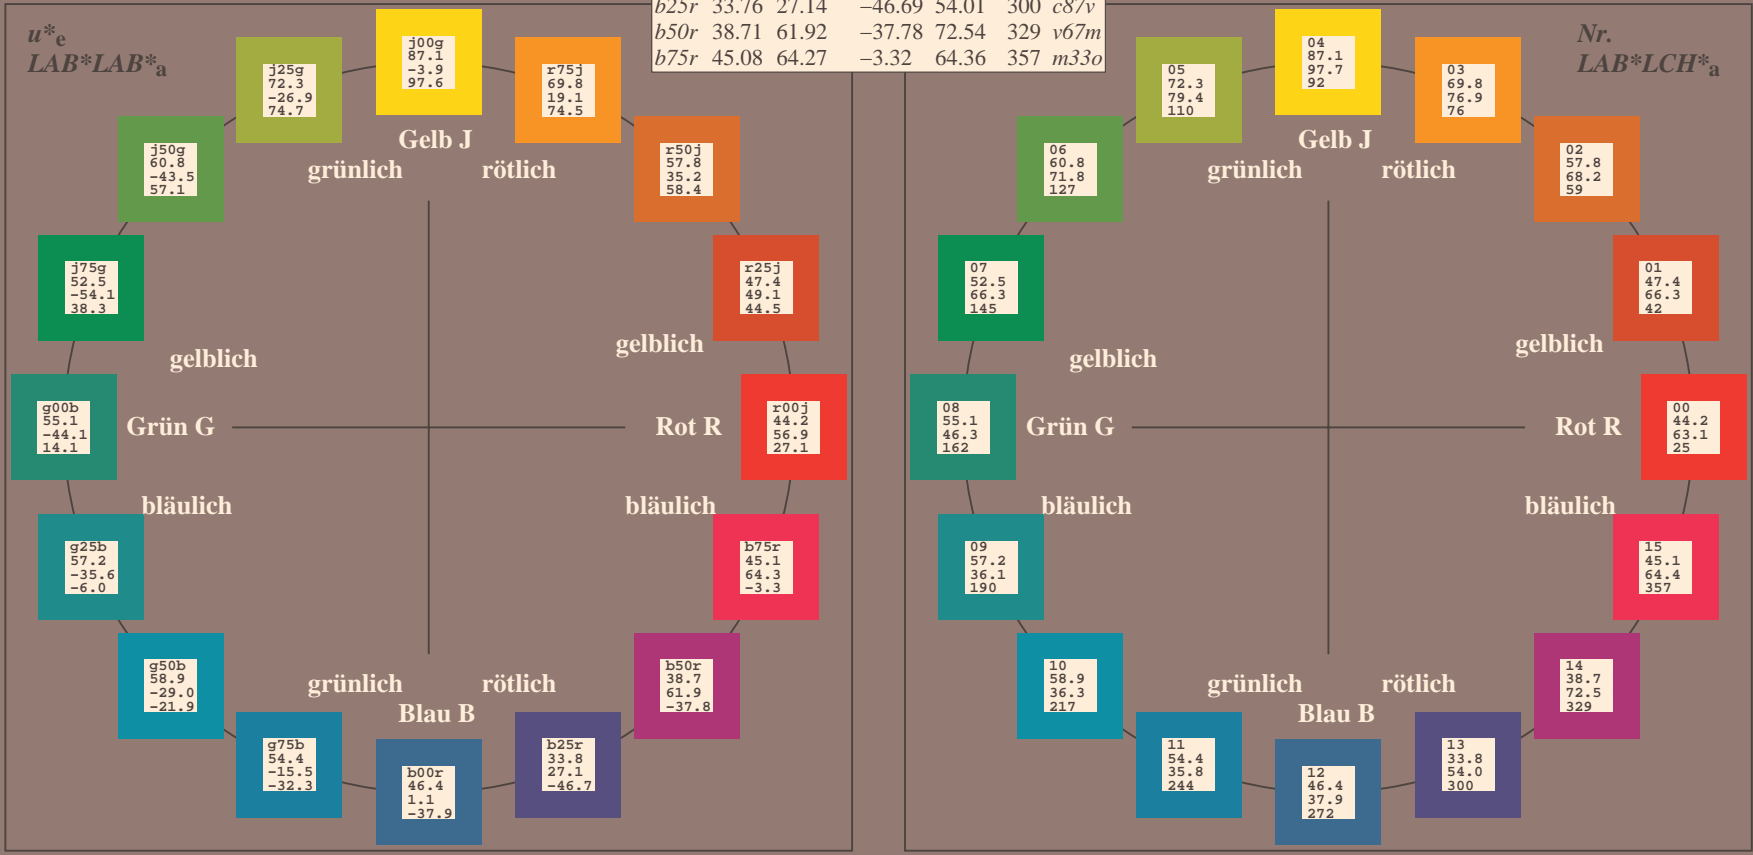 b25r 33.76 27.14 −46.69 54.01 300 c87v
b50r 38.71 61.92 −37.78 72.54 329 v67m
b75r 45.08 64.27 −3.32 64.36 357 m33o
u*e
LAB*LAB*a
j00g
87.1
-3.9
97.6
r75j
69.8
19.1
74.5
r50j
57.8
35.2
58.4
r25j
47.4
49.1
44.5
r00j
44.2
56.9
27.1
b75r
45.1
64.3
-3.3
b50r
38.7
61.9
-37.8
b25r
33.8
27.1
-46.7
b00r
46.4
1.1
-37.9
g75b
54.4
-15.5
-32.3
g50b
58.9
-29.0
-21.9
g25b
57.2
-35.6
-6.0
g00b
55.1
-44.1
14.1
j75g
52.5
-54.1
38.3
j50g
60.8
-43.5
57.1
j25g
72.3
-26.9
74.7
Gelb J
grünlich rötlich
gelblich
gelblich
Grün G
Rot R
bläulich
bläulich
grünlich rötlich
Blau B
Nr.
LAB*LCH*a
04
87.1
97.7
92
03
69.8
76.9
76
02
57.8
68.2
59
01
47.4
66.3
42
00
44.2
63.1
25
15
45.1
64.4
357
14
38.7
72.5
329
13
33.8
54.0
300
12
46.4
37.9
272
11
54.4
35.8
244
10
58.9
36.3
217
09
57.2
36.1
190
08
55.1
46.3
162
07
52.5
66.3
145
06
60.8
71.8
127
05
72.3
79.4
110
Gelb J
grünlich rötlich
gelblich
gelblich
Grün G
Rot R
bläulich
bläulich
grünlich rötlich
Blau B